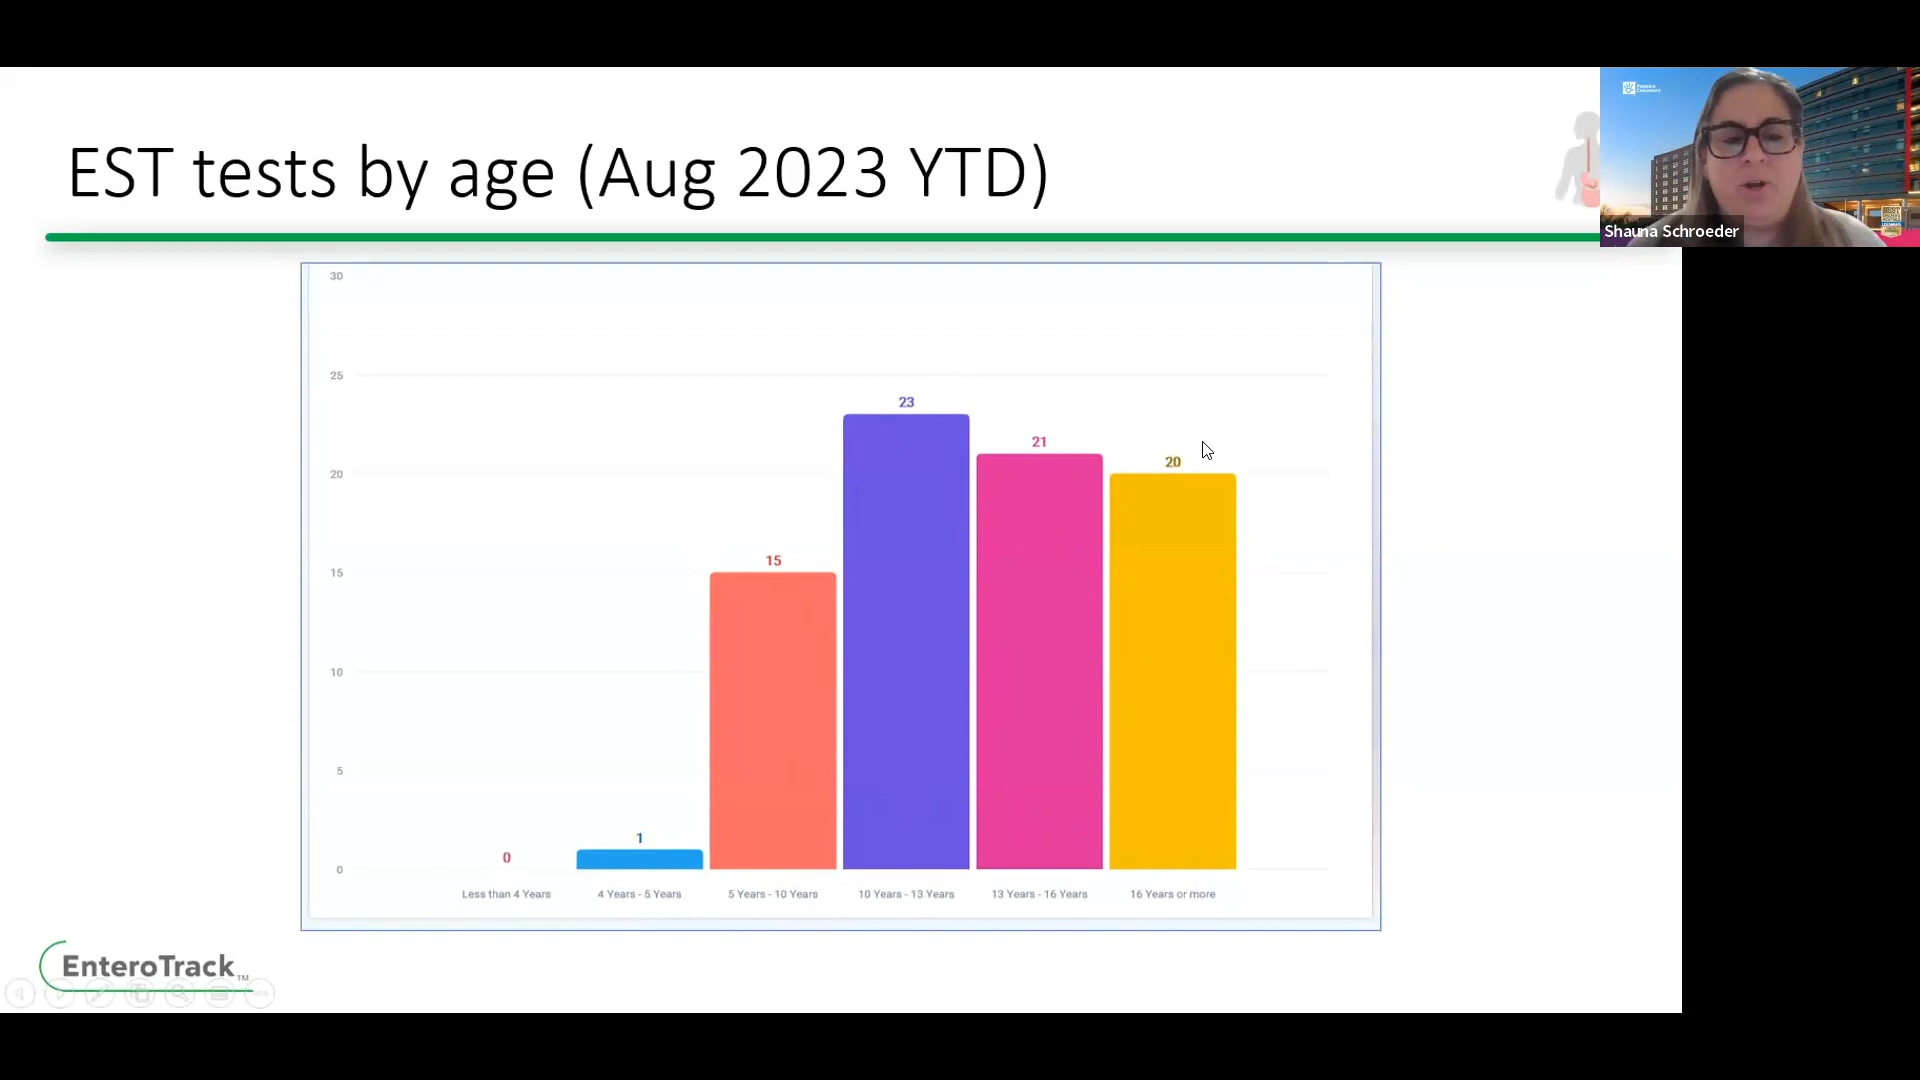 EST tests by age (Aug 2023 YTD)
Shauna Schroeder
30
25
20
15
10
5
0
0
1
15
23
21
20
Less than 4 Years
4 Years - 5 Years
5 Years - 10 Years
10 Years - 13 Years
13 Years - 16 Years
16 Years or more
EnteroTrack™